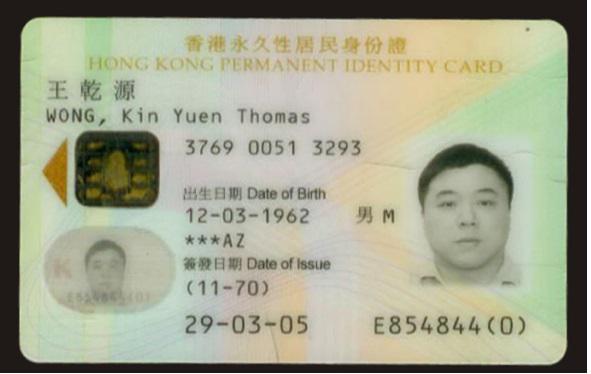 香港永久性居民身份證
HONG KONG PERMANENT IDENTITY CARD
王乾源
WONG, Kin Yuen Thomas
3769 0051 3293
出生日期 Date of Birth
12-03-1962 男 M
***AZ
簽發日期 Date of Issue
(11-70)
29-03-05 E854844(0)
K